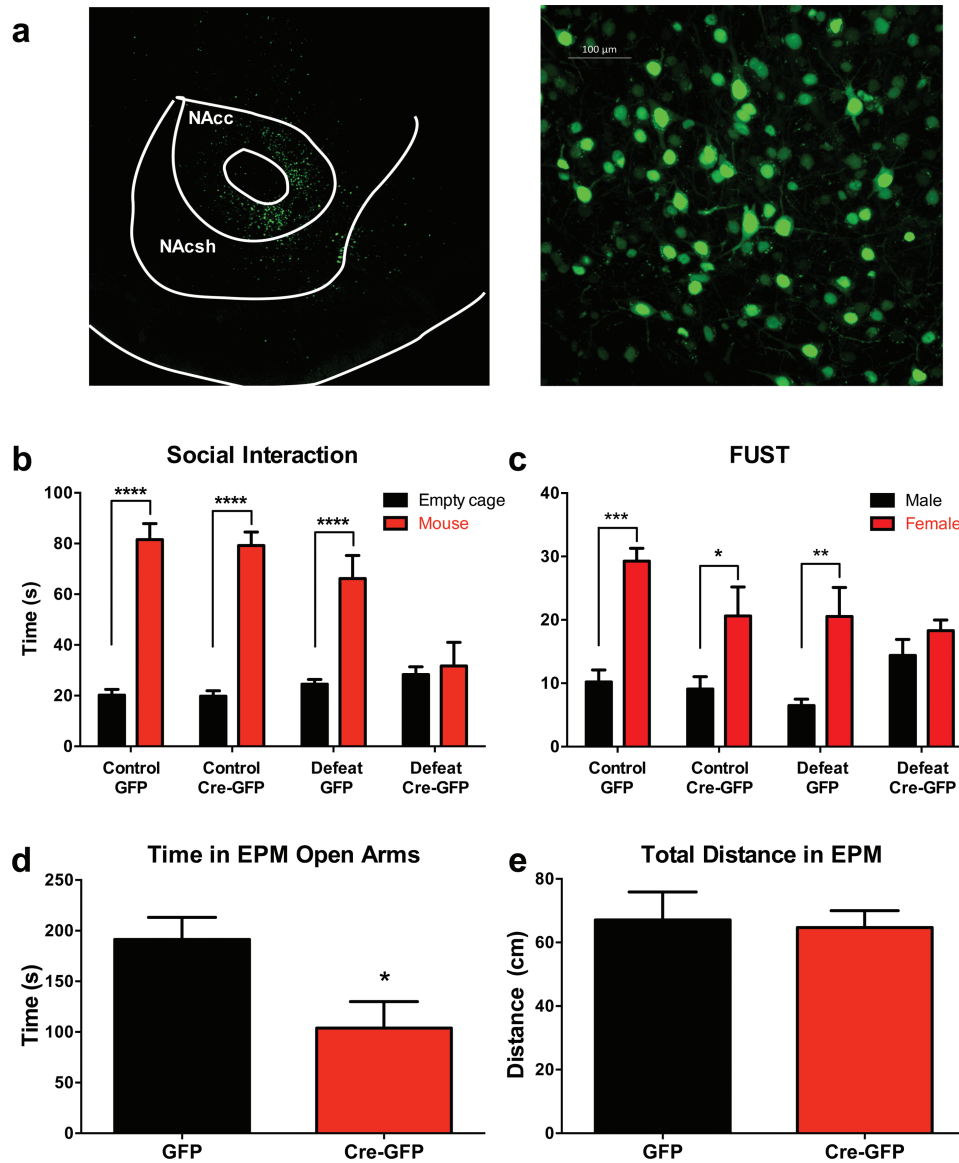 a
NAcc
NAcsh
100 µm
b
Social Interaction
Time (s)
100
80
60
40
20
0
****
****
****
Empty cage
Mouse
Control
GFP
Control
Cre-GFP
Defeat
GFP
Defeat
Cre-GFP
c
FUST
40
30
20
10
0
***
*
**
Male
Female
Control
GFP
Control
Cre-GFP
Defeat
GFP
Defeat
Cre-GFP
d
Time in EPM Open Arms
Time (s)
250
200
150
100
50
0
*
GFP
Cre-GFP
e
Total Distance in EPM
Distance (cm)
80
60
40
20
0
GFP
Cre-GFP